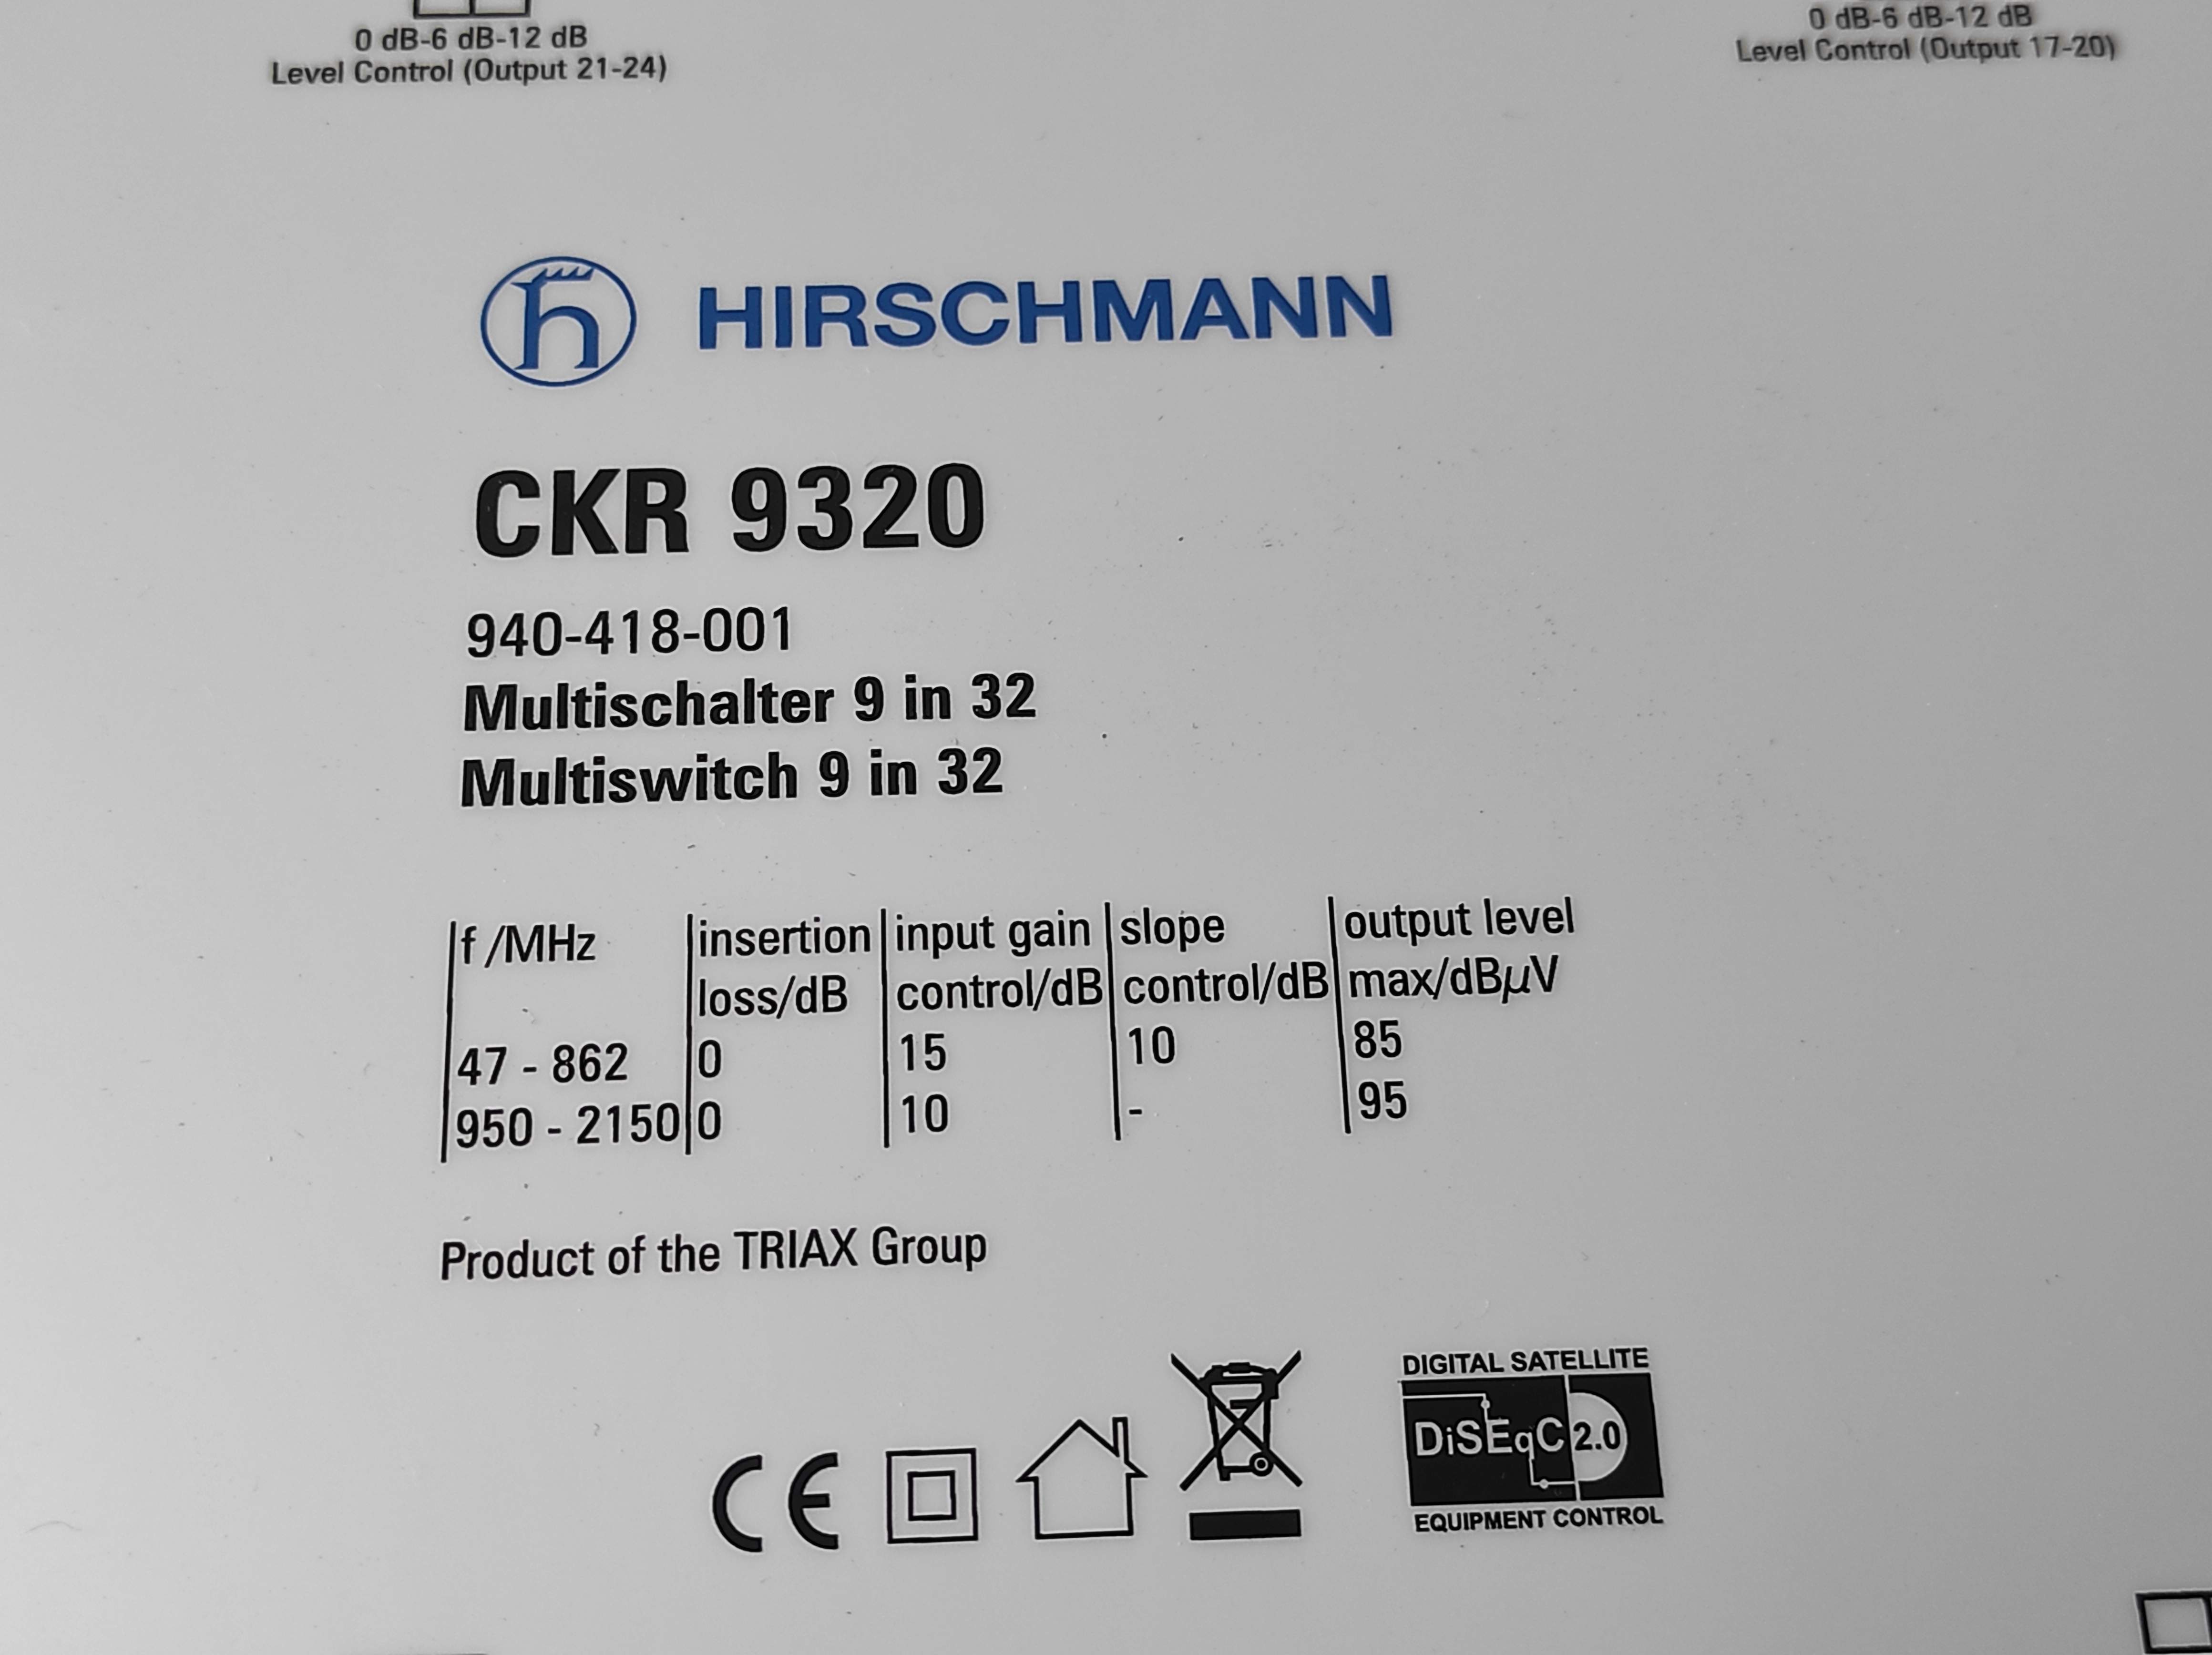 0 dB-6 dB-12 dB
Level Control (Output 21-24)
0 dB-6 dB-12 dB
Level Control (Output 17-20)
HIRSCHMANN
CKR 9320
940-418-001
Multischalter 9 in 32
Multiswitch 9 in 32
f /MHz insertion input gain slope output level
loss/dB control/dB control/dB max/dBµV
47 - 862 0 15 10 85
950 - 2150 0 10 - 95
Product of the TRIAX Group
CE
DIGITAL SATELLITE
DiSEqC 2.0
EQUIPMENT CONTROL